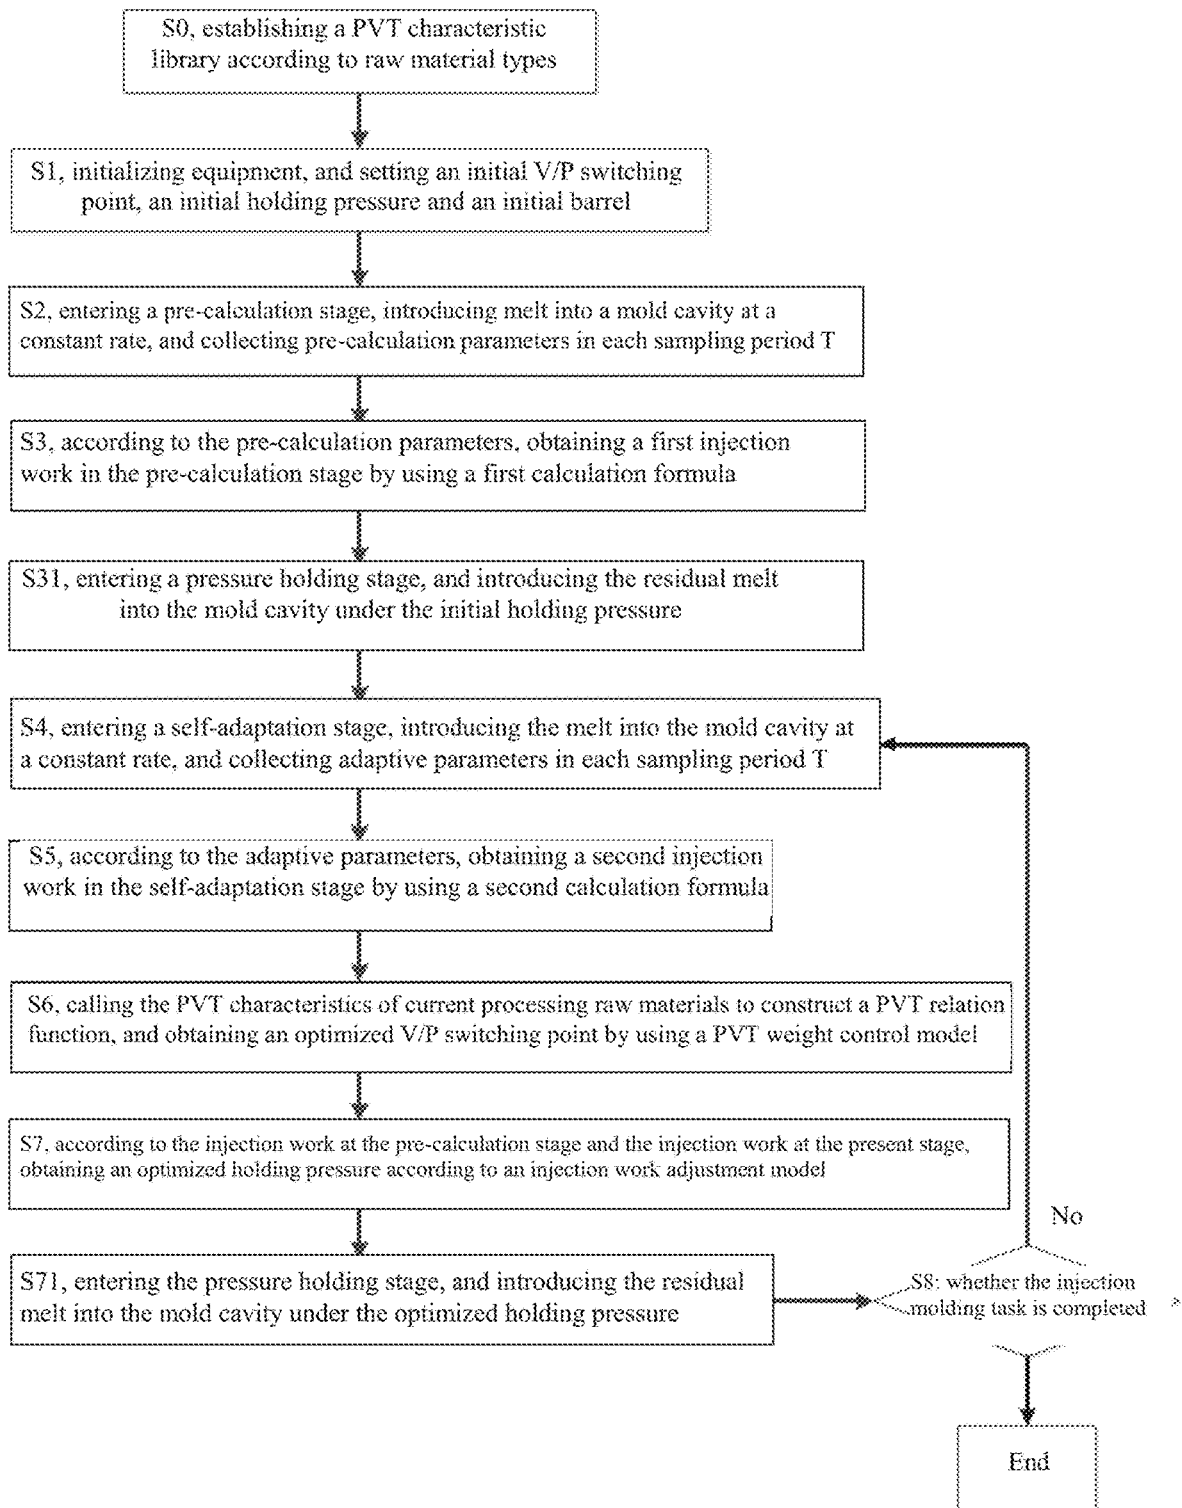 S0, establishing a PVT characteristic
library according to raw material types
S1, initializing equipment, and setting an initial V/P switching
point, an initial holding pressure and an initial barrel
S2, entering a pre-calculation stage, introducing melt into a mold cavity at a
constant rate, and collecting pre-calculation parameters in each sampling period T
S3, according to the pre-calculation parameters, obtaining a first injection
work in the pre-calculation stage by using a first calculation formula
S31, entering a pressure holding stage, and introducing the residual melt
into the mold cavity under the initial holding pressure
S4, entering a self-adaptation stage, introducing the melt into the mold cavity at
a constant rate, and collecting adaptive parameters in each sampling period T
S5, according to the adaptive parameters, obtaining a second injection
work in the self-adaptation stage by using a second calculation formula
S6, calling the PVT characteristics of current processing raw materials to construct a PVT relation
function, and obtaining an optimized V/P switching point by using a PVT weight control model
S7, according to the injection work at the pre-calculation stage and the injection work at the present stage,
obtaining an optimized holding pressure according to an injection work adjustment model
S71, entering the pressure holding stage, and introducing the residual
melt into the mold cavity under the optimized holding pressure
No
S8: whether the injection
molding task is completed
End